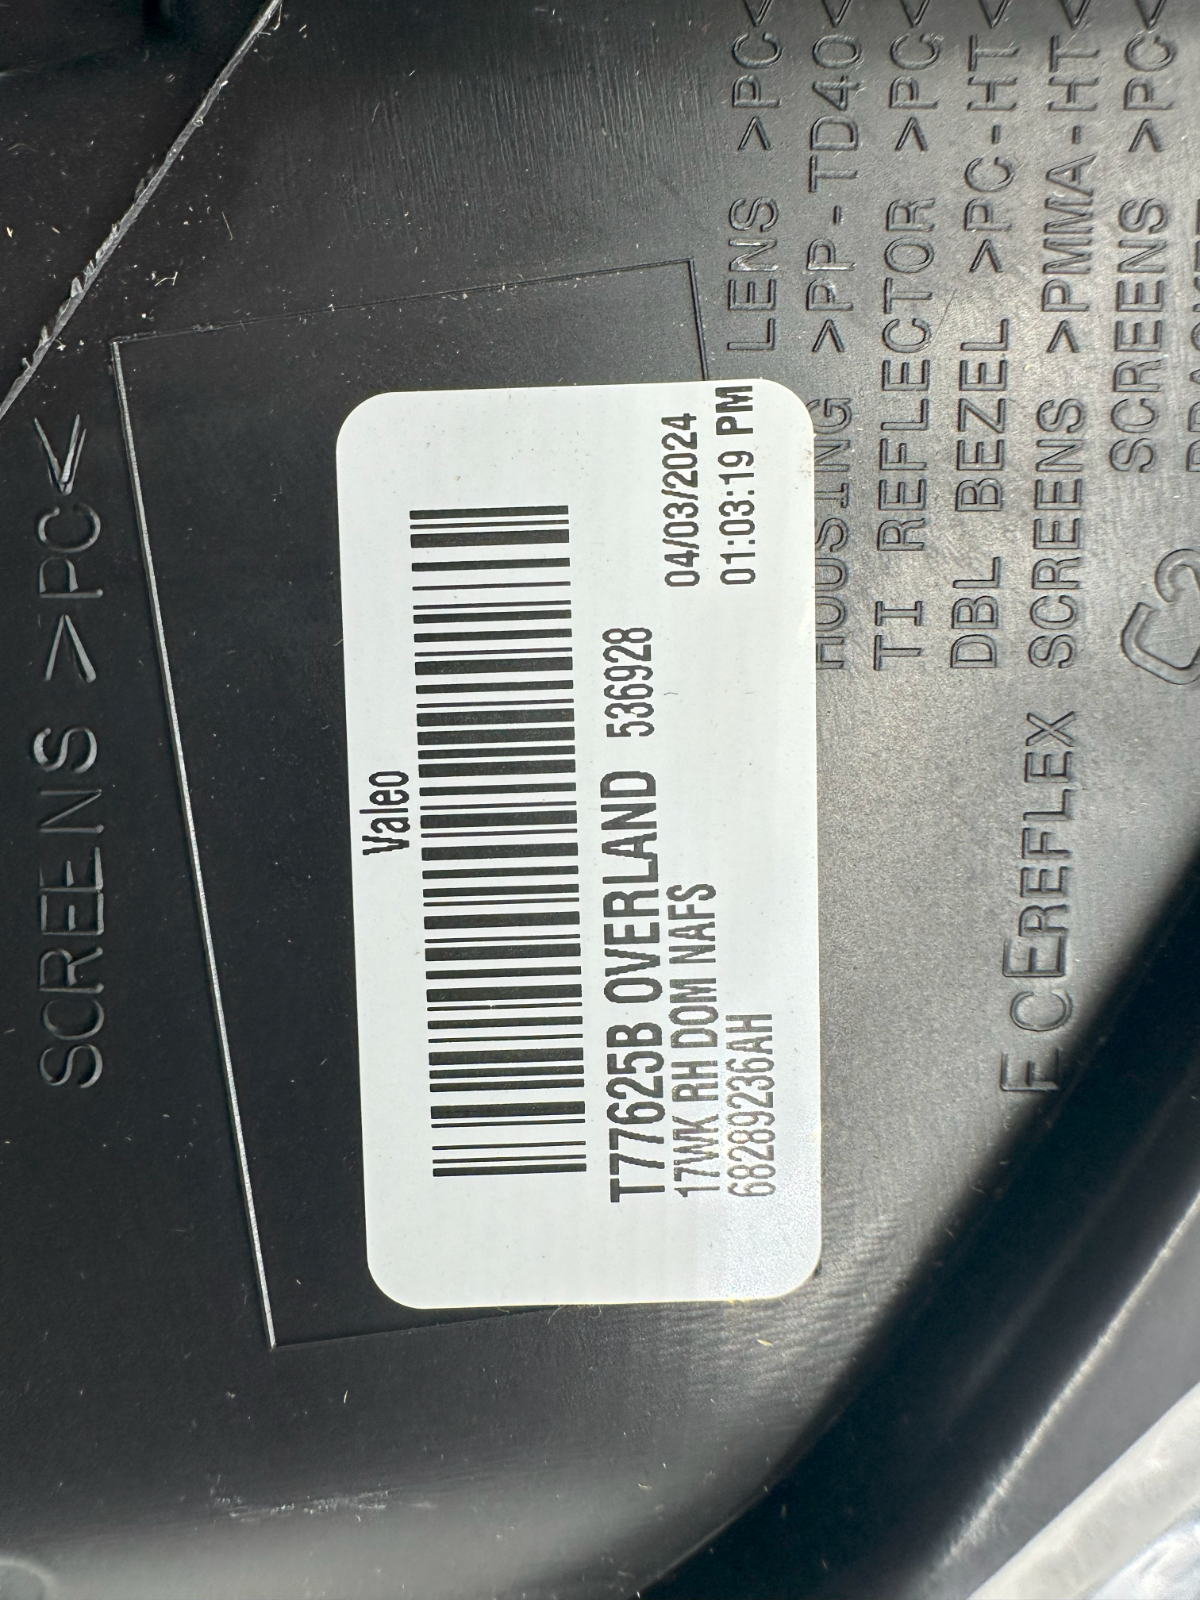 SCREENS >PC<
Valeo
T77625B OVERLAND 536928
17WK RH DOM NAFS 04/03/2024
68289236AH 01:03:19 PM
LENS >PC<
HOUSING >PP-TD40<
TI REFLECTOR >PC<
DBL BEZEL >PC-HT<
REFLEX SCREENS >PMMA-HT<
SCREENS >PC<